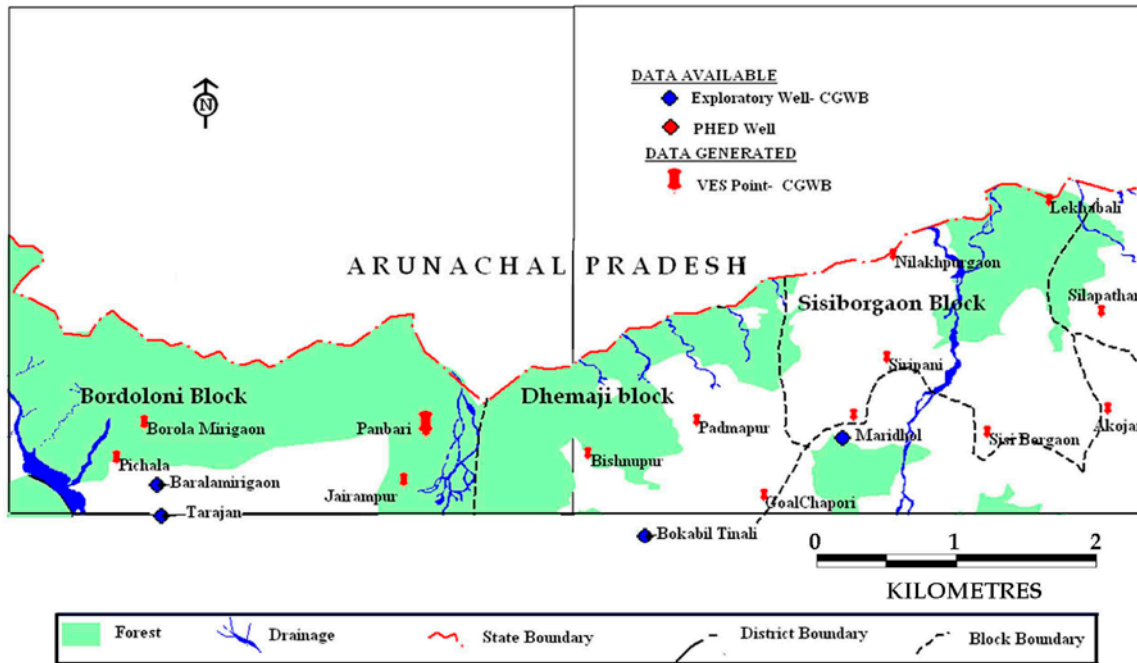 DATA AVAILABLE
Exploratory Well- CGWB
PHED Well
DATA GENERATED
VES Point- CGWB
N
Lekhabali
ARUNACHAL PRADESH
Nilakhpurgaon
Sisiborgaon Block
Silapathar
Siripani
Bordoloni Block
Dhemaji block
Borola Mirigaon
Panbari
Padmapur
Maridhol
Sisi Borgaon
Akojan
Pichala
Bishnupur
Baralamirigaon
Jairampur
GoalChapori
Tarajan
Bokabil Tinali
0 1 2
KILOMETRES
Forest
Drainage
State Boundary
District Boundary
Block Boundary